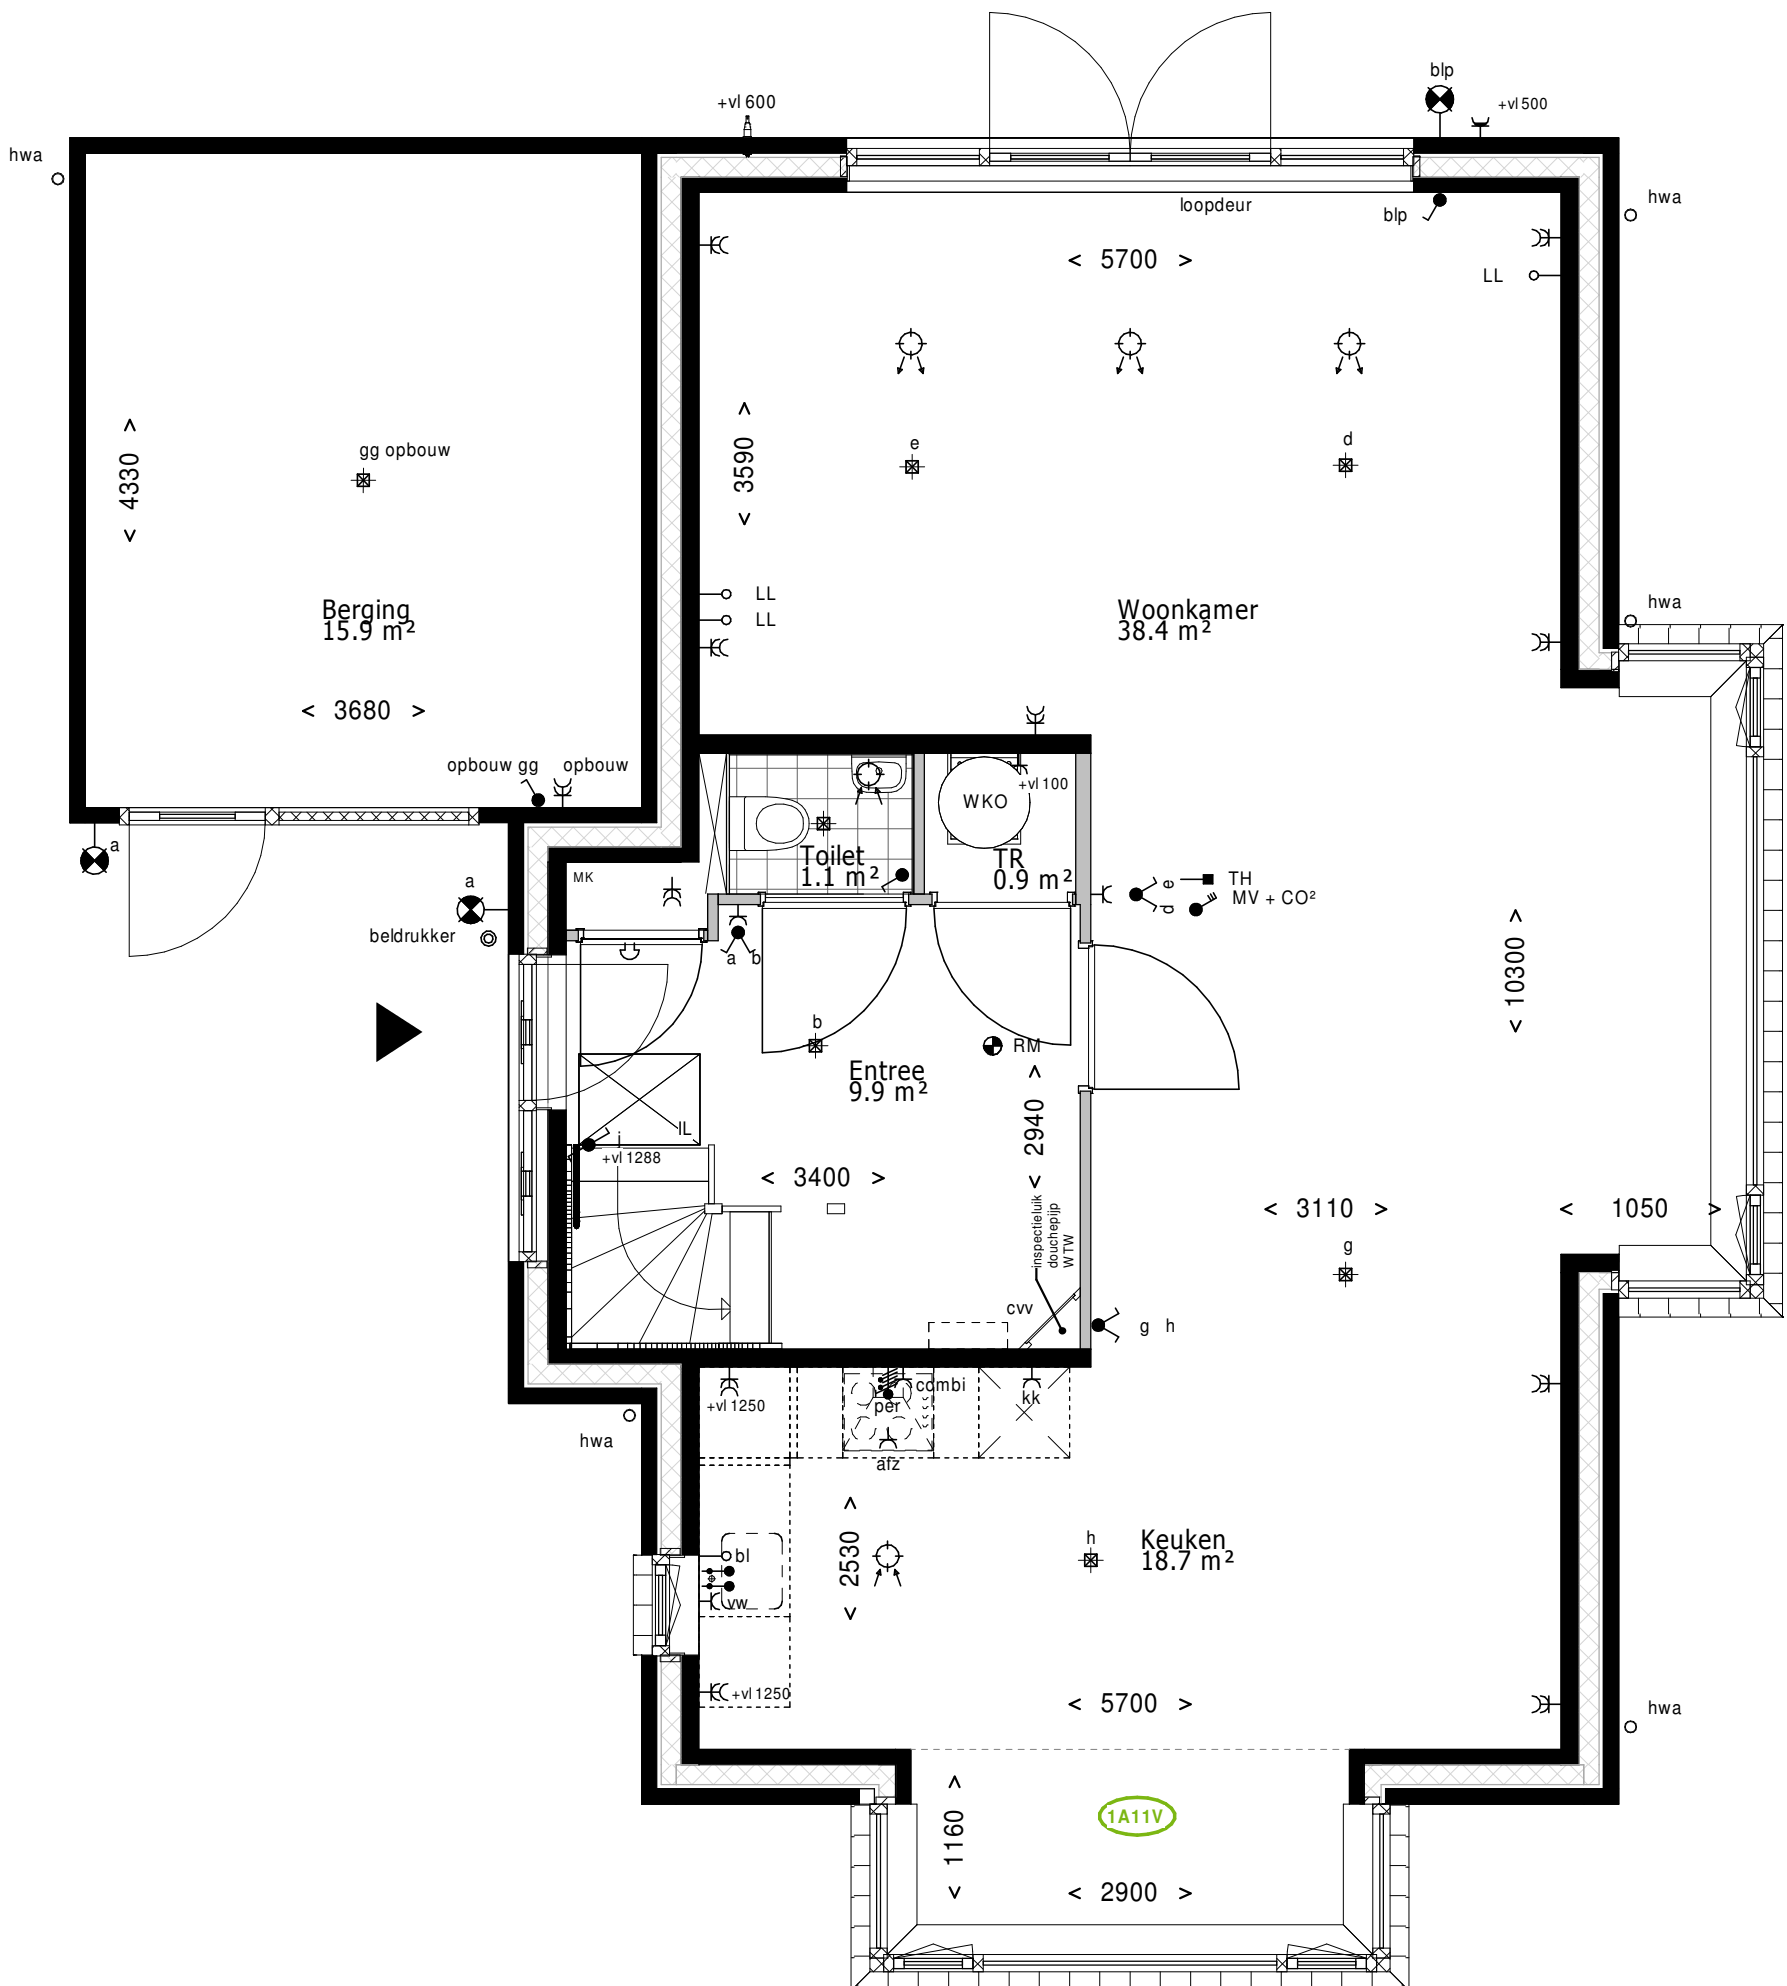 blp
+vl 600
+vl 500
hwa
hwa
loopdeur
blp
< 5700 >
LL
e
d
gg opbouw
< 4330 >
< 3590 >
LL
LL
hwa
Berging
15.9 m²
Woonkamer
38.4 m²
< 3680 >
opbouw gg
opbouw
+vl 100
WKO
a
Toilet
1.1 m²
TR
0.9 m²
MK
a
e
d
TH
MV + CO²
beldrukker
a b
< 10300 >
b
RM
Entree
9.9 m²
< 2940 >
IL
j
+vl 1288
< 3400 >
inspectieluik
douchepijp
WTW
< 3110 >
< 1050 >
g
cvv
g h
combi
kk
+vl 1250
per
hwa
afz
< 2530 >
h
Keuken
18.7 m²
bl
vw
+vl 1250
< 5700 >
hwa
1A11V
< 1160 >
< 2900 >